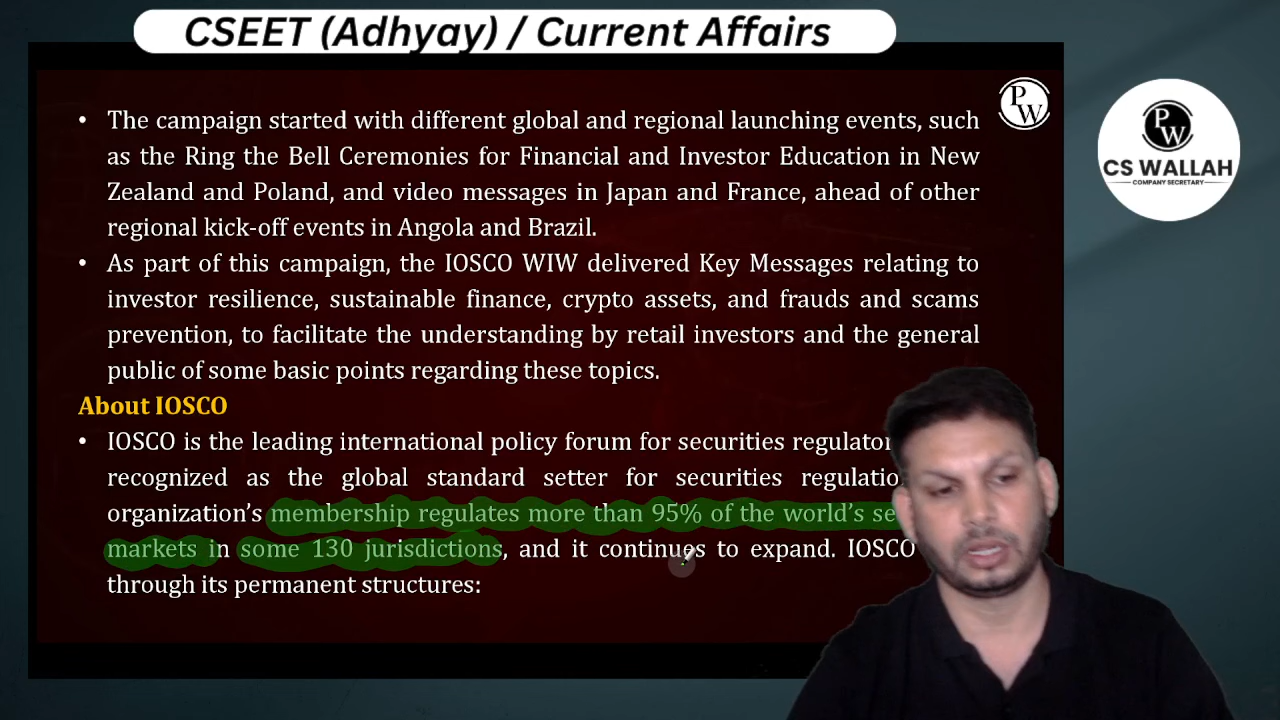 CSEET (Adhyay) / Current Affairs
• The campaign started with different global and regional launching events, such
as the Ring the Bell Ceremonies for Financial and Investor Education in New
Zealand and Poland, and video messages in Japan and France, ahead of other
regional kick-off events in Angola and Brazil.
• As part of this campaign, the IOSCO WIW delivered Key Messages relating to
investor resilience, sustainable finance, crypto assets, and frauds and scams
prevention, to facilitate the understanding by retail investors and the general
public of some basic points regarding these topics.
About IOSCO
• IOSCO is the leading international policy forum for securities
recognized as the global standard setter for securities
organization's membership regulates more than 95% of the world's
markets in some 130 jurisdictions, and it continues to expand. IOSCO
through its permanent structures:
PW
PW
CS WALLAH
COMPANY SECRETARY